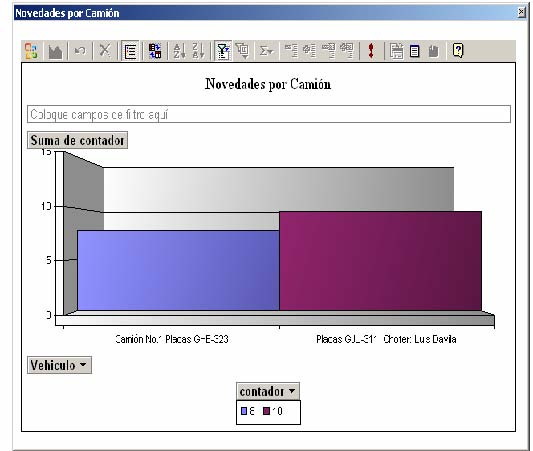 Novedades por Camión
Novedades por Camión
Coloque campos de filtro aquí
Suma de contador
15
10
5
0
Camión No.1 Placas GHE-323
Placas GJL-311 Chofer: Luis Davila
Vehiculo
contador
8 10